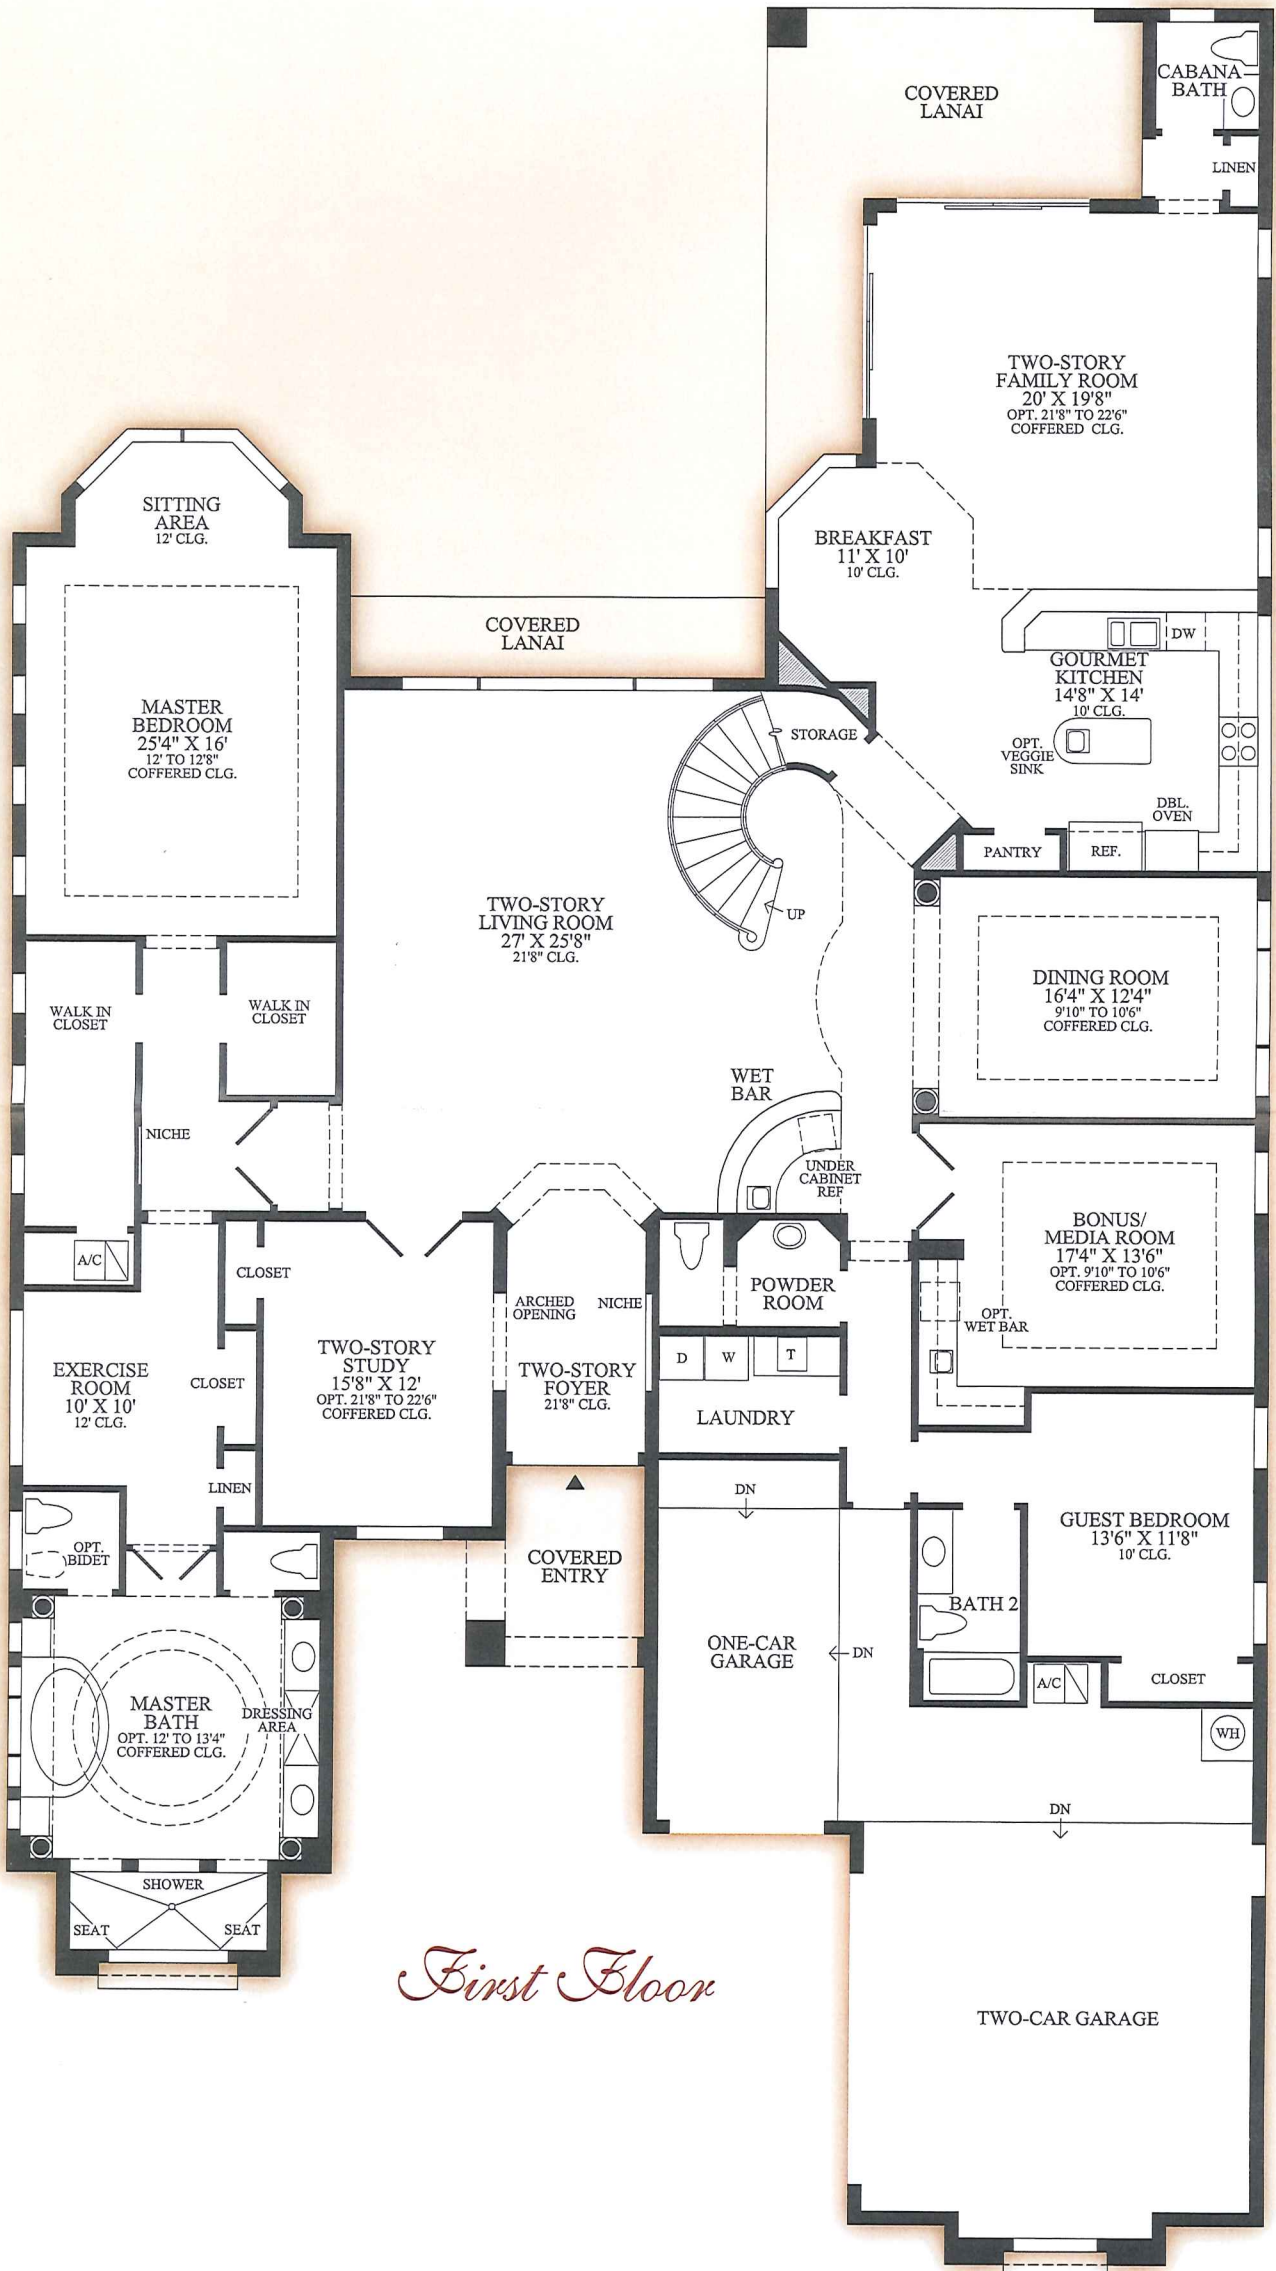 COVERED
LANAI
CABANA
BATH
LINEN
TWO-STORY
FAMILY ROOM
20' X 19'8"
OPT. 21'8" TO 22'6"
COFFERED CLG.
SITTING
AREA
12' CLG.
BREAKFAST
11' X 10'
10' CLG.
COVERED
LANAI
DW
GOURMET
KITCHEN
14'8" X 14'
10' CLG.
OPT.
VEGGIE
SINK
DBL.
OVEN
PANTRY
REF.
MASTER
BEDROOM
25'4" X 16'
12' TO 12'8"
COFFERED CLG.
STORAGE
UP
TWO-STORY
LIVING ROOM
27' X 25'8"
21'8" CLG.
DINING ROOM
16'4" X 12'4"
9'10" TO 10'6"
COFFERED CLG.
WALK IN
CLOSET
WALK IN
CLOSET
NICHE
WET
BAR
UNDER
CABINET
REF
BONUS/
MEDIA ROOM
17'4" X 13'6"
OPT. 9'10" TO 10'6"
COFFERED CLG.
OPT.
WET BAR
A/C
CLOSET
ARCHED
OPENING
NICHE
POWDER
ROOM
EXERCISE
ROOM
10' X 10'
12' CLG.
CLOSET
LINEN
TWO-STORY
STUDY
15'8" X 12'
OPT. 21'8" TO 22'6"
COFFERED CLG.
TWO-STORY
FOYER
21'8" CLG.
D
W
T
LAUNDRY
DN
OPT.
BIDET
COVERED
ENTRY
GUEST BEDROOM
13'6" X 11'8"
10' CLG.
BATH 2
ONE-CAR
GARAGE
DN
A/C
CLOSET
WH
MASTER
BATH
OPT. 12' TO 13'4"
COFFERED CLG.
DRESSING
AREA
DN
SHOWER
SEAT
SEAT
First Floor
TWO-CAR GARAGE